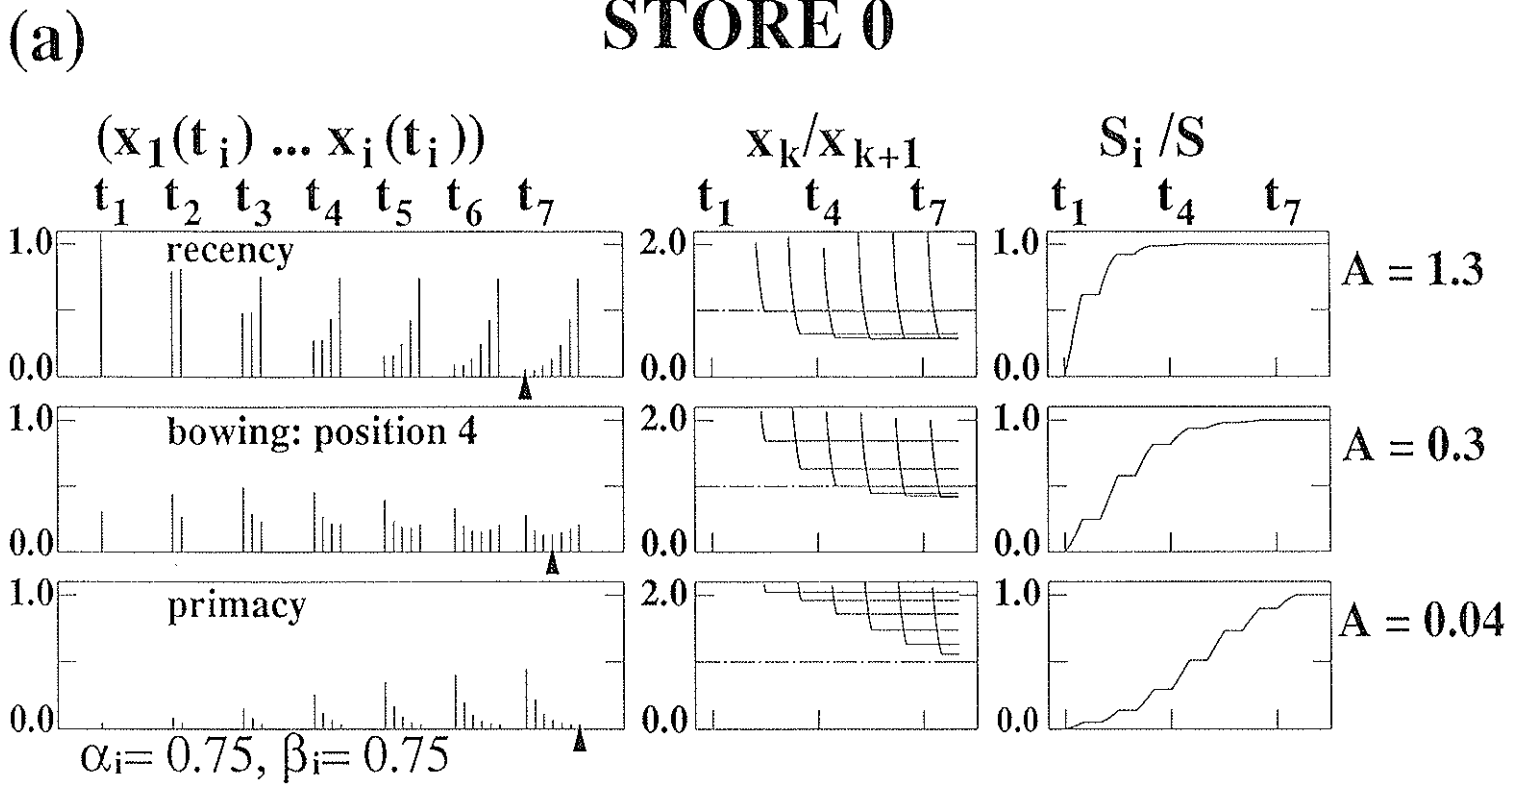 (a)
STORE 0
(x1(ti) ... xi(ti))
xk/xk+1
Si/S
t1 t2 t3 t4 t5 t6 t7
t1 t4 t7
t1 t4 t7
1.0
recency
0.0
2.0
0.0
1.0
0.0
A = 1.3
1.0
bowing: position 4
0.0
2.0
0.0
1.0
0.0
A = 0.3
1.0
primacy
0.0
2.0
0.0
1.0
0.0
A = 0.04
αi= 0.75, βi= 0.75